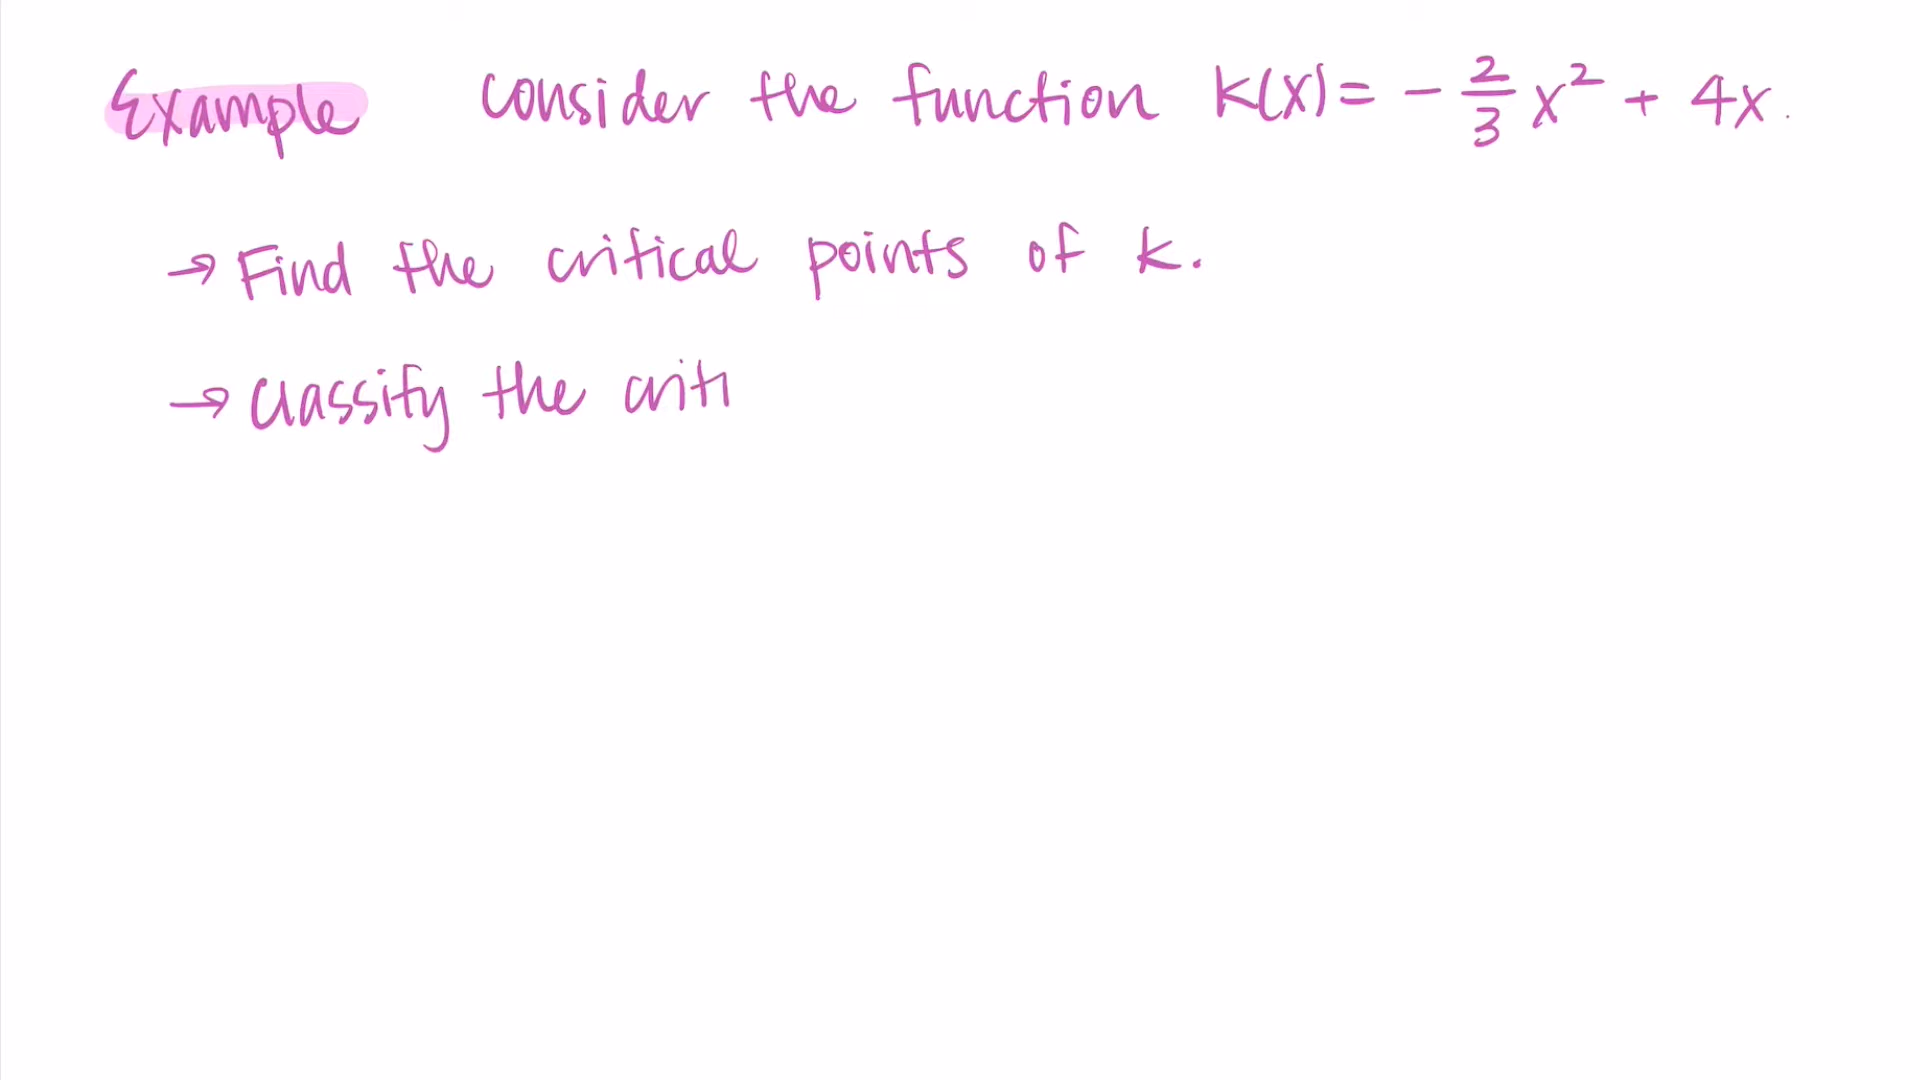 Example consider the function k(x) = - 2/3 x² + 4x.
→ Find the critical points of k.
→ classify the criti